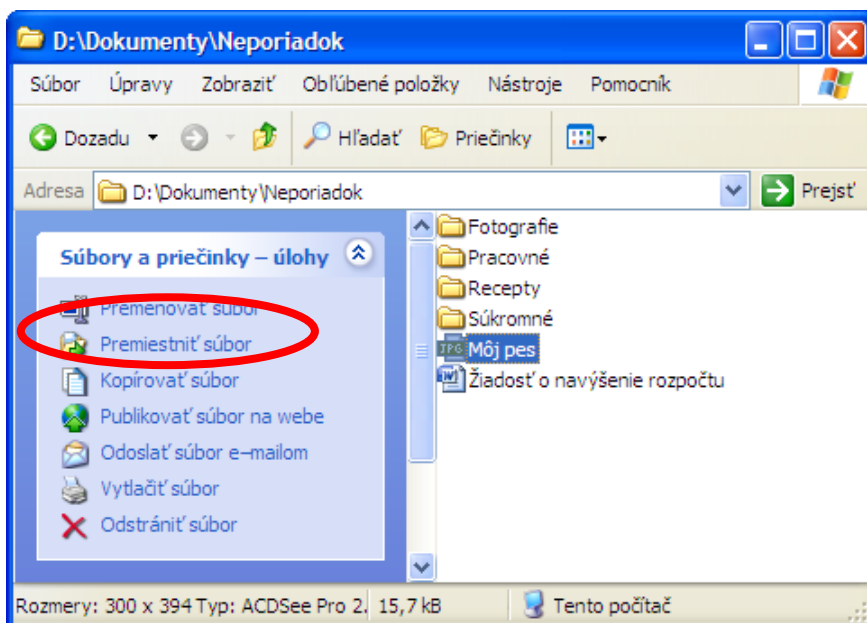 D:\Dokumenty\Neporiadok
Súbor Úpravy Zobraziť Obľúbené položky Nástroje Pomocník
Dozadu Hľadať Priečinky
Adresa D:\Dokumenty\Neporiadok Prejsť
Súbory a priečinky – úlohy
Premenovať súbor
Premiestniť súbor
Kopírovať súbor
Publikovať súbor na webe
Odoslať súbor e-mailom
Vytlačiť súbor
Odstrániť súbor
Fotografie
Pracovné
Recepty
Súkromné
JPG Môj pes
Žiadosť o navýšenie rozpočtu
Rozmery: 300 x 394 Typ: ACDSee Pro 2. 15,7 kB Tento počítač